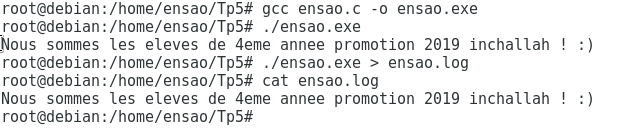 root@debian:/home/ensao/Tp5# gcc ensao.c -o ensao.exe
root@debian:/home/ensao/Tp5# ./ensao.exe
Nous sommes les eleves de 4eme annee promotion 2019 inchallah ! :)
root@debian:/home/ensao/Tp5# ./ensao.exe > ensao.log
root@debian:/home/ensao/Tp5# cat ensao.log
Nous sommes les eleves de 4eme annee promotion 2019 inchallah ! :)
root@debian:/home/ensao/Tp5#